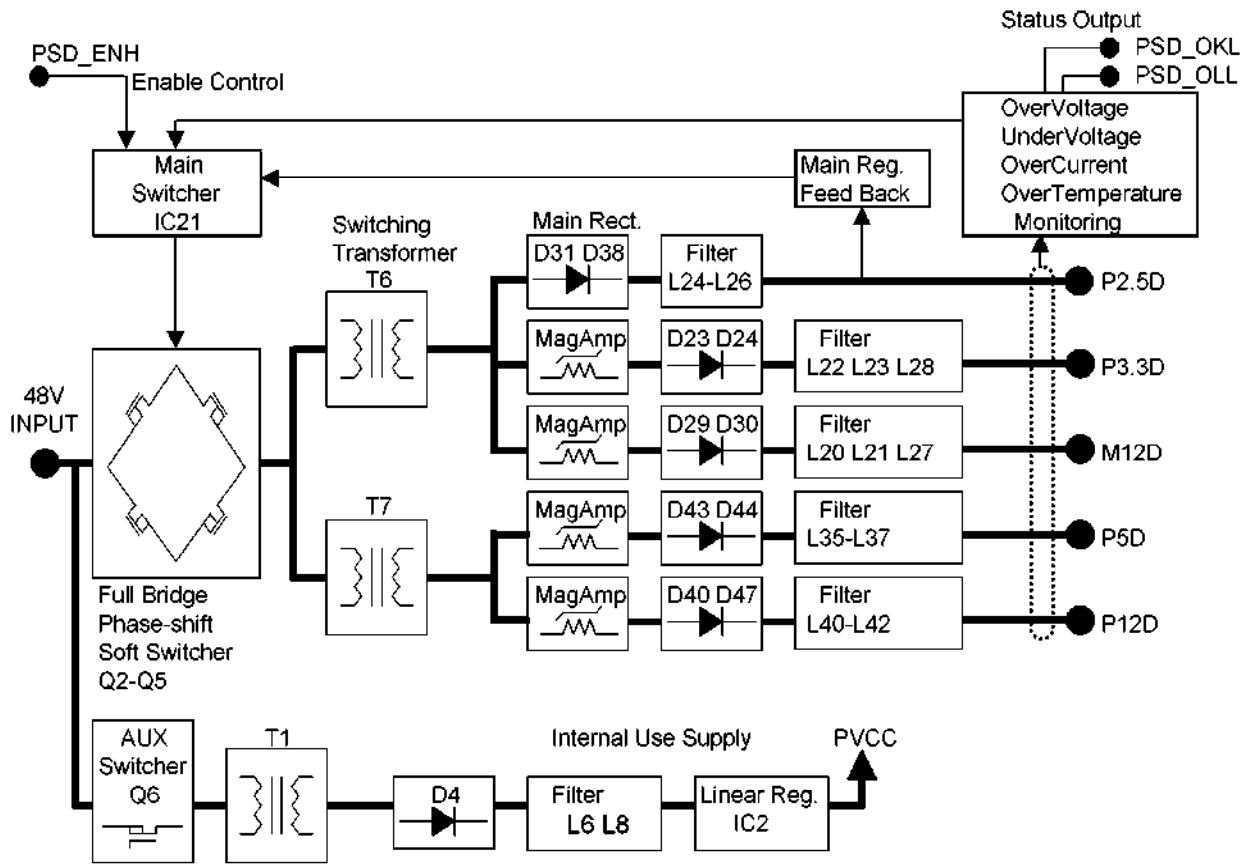 Status Output
PSD_ENH
PSD_OKL
Enable Control
PSD_OLL
OverVoltage
UnderVoltage
OverCurrent
OverTemperature
Monitoring
Main
Switcher
IC21
Main Reg.
Feed Back
Switching
Transformer
T6
Main Rect.
D31 D38
Filter
L24-L26
P2.5D
MagAmp
D23 D24
Filter
L22 L23 L28
P3.3D
48V
INPUT
MagAmp
D29 D30
Filter
L20 L21 L27
M12D
T7
MagAmp
D43 D44
Filter
L35-L37
P5D
MagAmp
D40 D47
Filter
L40-L42
P12D
Full Bridge
Phase-shift
Soft Switcher
Q2-Q5
AUX
Switcher
Q6
T1
Internal Use Supply
PVCC
D4
Filter
L6 L8
Linear Reg.
IC2